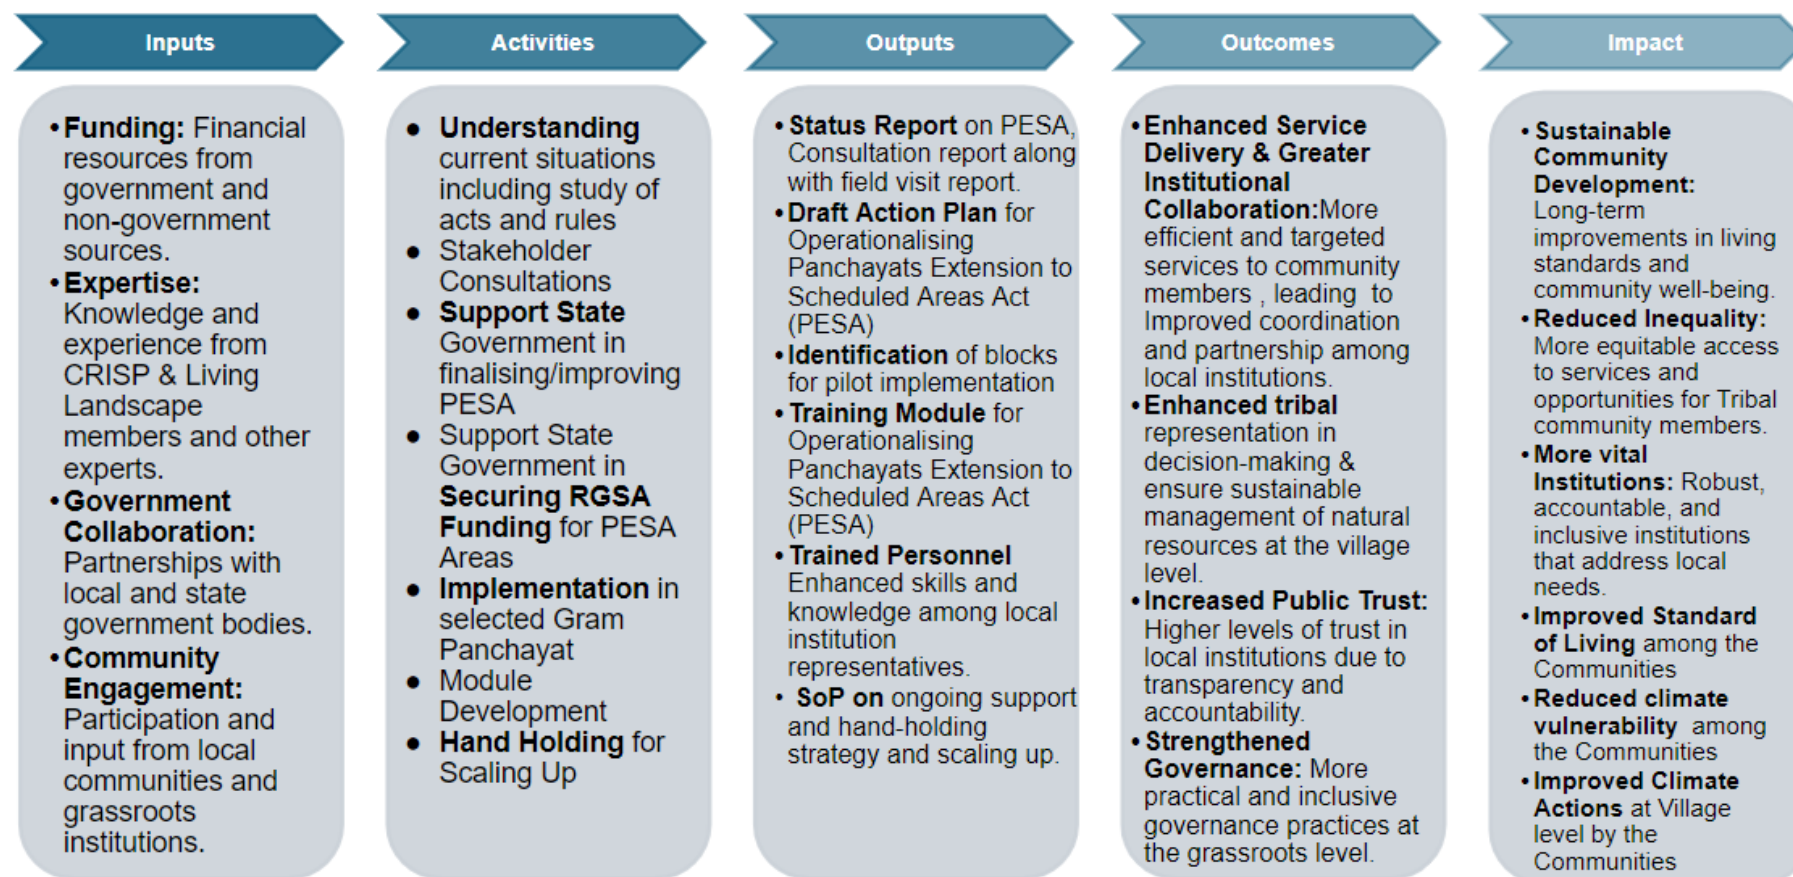 Inputs
Activities
Outputs
Outcomes
Impact
•Funding: Financial
resources from
government and
non-government
sources.
•Expertise:
Knowledge and
experience from
CRISP & Living
Landscape
members and other
experts.
•Government
Collaboration:
Partnerships with
local and state
government bodies.
•Community
Engagement:
Participation and
input from local
communities and
grassroots
institutions.
● Understanding
current situations
including study of
acts and rules
● Stakeholder
Consultations
● Support State
Government in
finalising/improving
PESA
● Support State
Government in
Securing RGSA
Funding for PESA
Areas
● Implementation in
selected Gram
Panchayat
● Module
Development
● Hand Holding for
Scaling Up
•Status Report on PESA,
Consultation report along
with field visit report.
•Draft Action Plan for
Operationalising
Panchayats Extension to
Scheduled Areas Act
(PESA)
•Identification of blocks
for pilot implementation
•Training Module for
Operationalising
Panchayats Extension to
Scheduled Areas Act
(PESA)
•Trained Personnel
Enhanced skills and
knowledge among local
institution
representatives.
• SoP on ongoing support
and hand-holding
strategy and scaling up.
•Enhanced Service
Delivery & Greater
Institutional
Collaboration:More
efficient and targeted
services to community
members , leading to
Improved coordination
and partnership among
local institutions.
•Enhanced tribal
representation in
decision-making &
ensure sustainable
management of natural
resources at the village
level.
•Increased Public Trust:
Higher levels of trust in
local institutions due to
transparency and
accountability.
•Strengthened
Governance: More
practical and inclusive
governance practices at
the grassroots level.
•Sustainable
Community
Development:
Long-term
improvements in living
standards and
community well-being.
•Reduced Inequality:
More equitable access
to services and
opportunities for Tribal
community members.
•More vital
Institutions: Robust,
accountable, and
inclusive institutions
that address local
needs.
•Improved Standard
of Living among the
Communities
•Reduced climate
vulnerability among
the Communities
•Improved Climate
Actions at Village
level by the
Communities